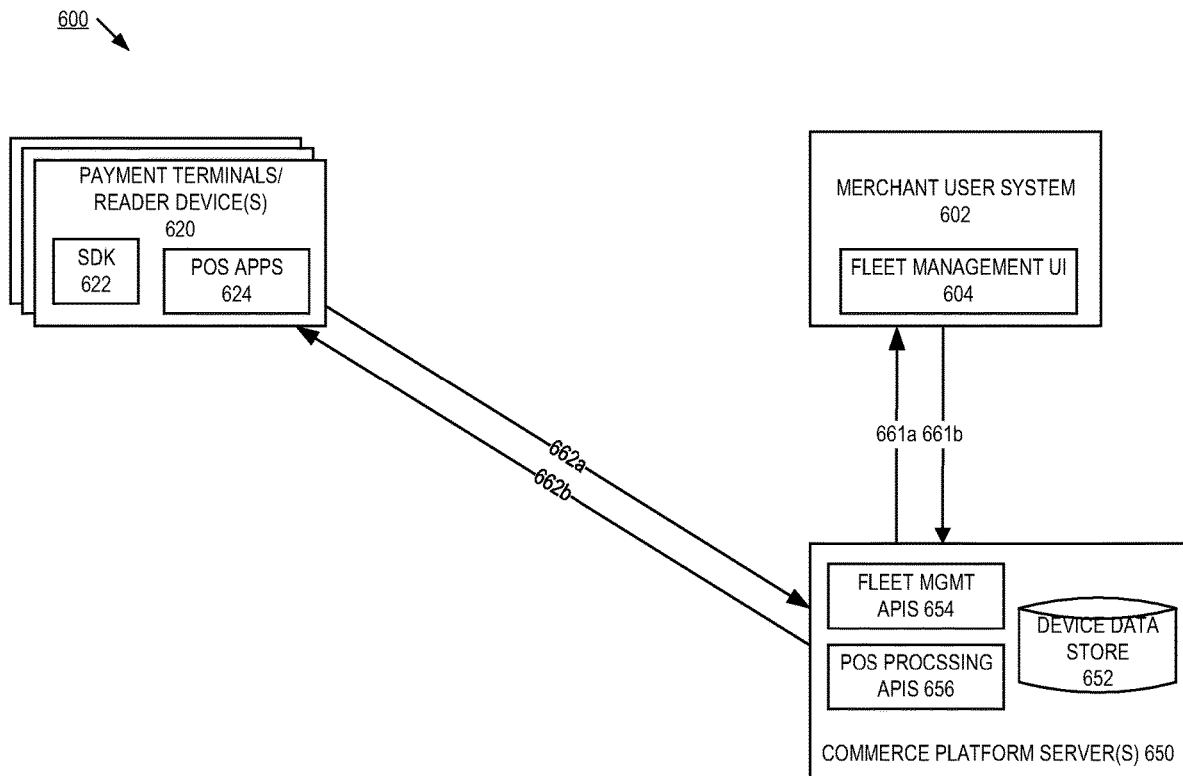 600
PAYMENT TERMINALS/
READER DEVICE(S)
620
SDK
622
POS APPS
624
MERCHANT USER SYSTEM
602
FLEET MANAGEMENT UI
604
662a
662b
661a 661b
FLEET MGMT
APIS 654
POS PROCSSING
APIS 656
DEVICE DATA
STORE
652
COMMERCE PLATFORM SERVER(S) 650